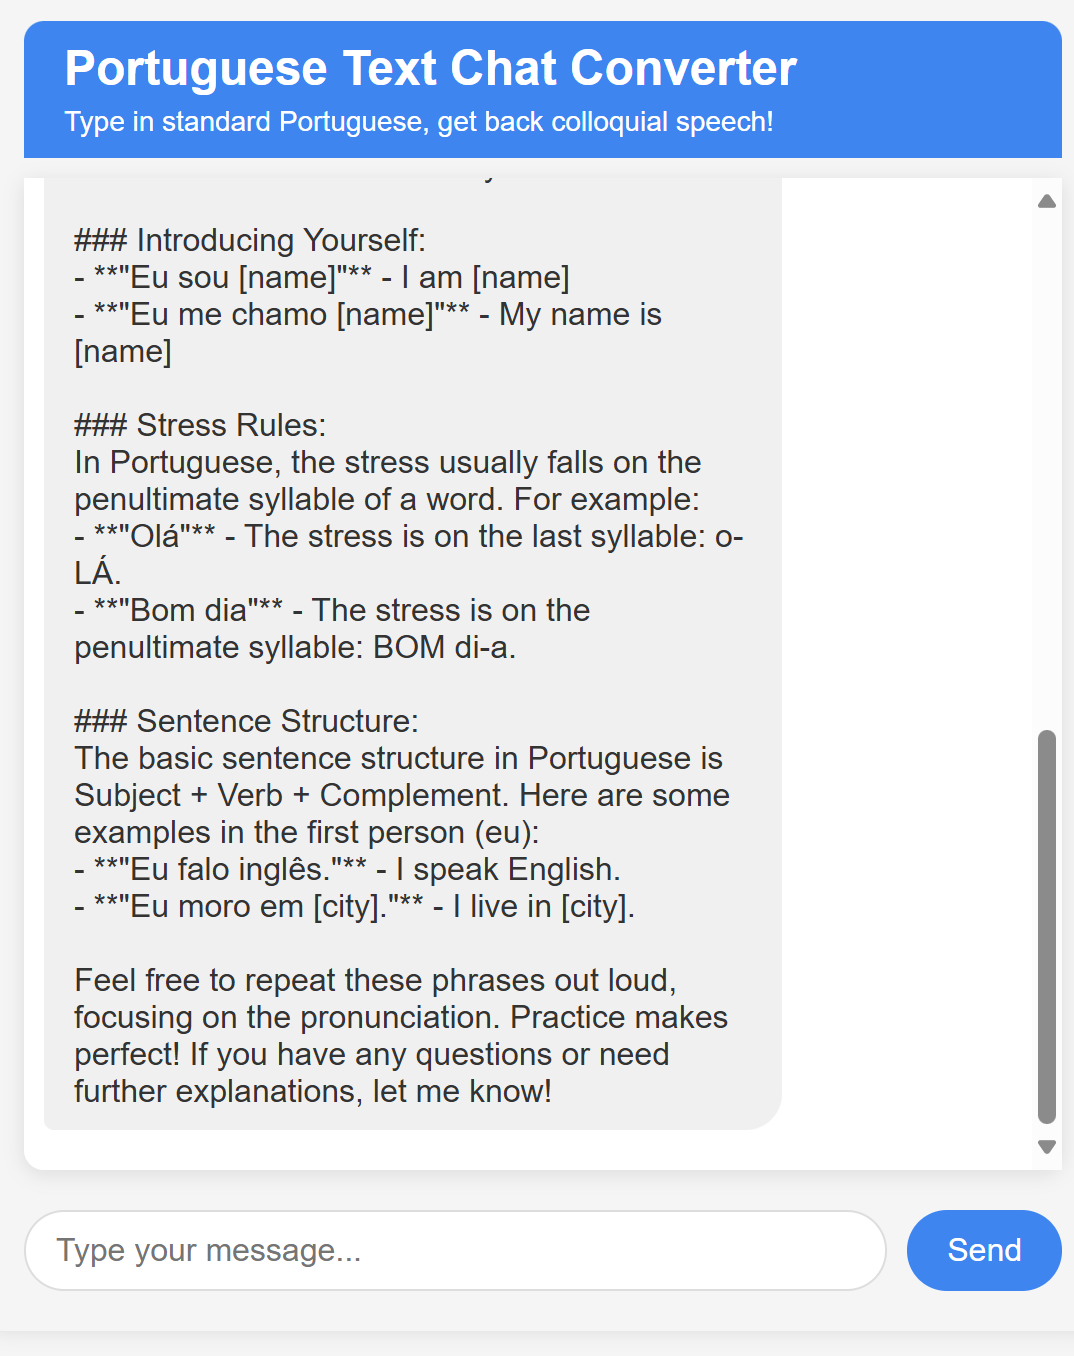 Portuguese Text Chat Converter
Type in standard Portuguese, get back colloquial speech!
### Introducing Yourself:
- **"Eu sou [name]"** - I am [name]
- **"Eu me chamo [name]"** - My name is
[name]
### Stress Rules:
In Portuguese, the stress usually falls on the
penultimate syllable of a word. For example:
- **"Olá"** - The stress is on the last syllable: o-
LÁ.
- **"Bom dia"** - The stress is on the
penultimate syllable: BOM di-a.
### Sentence Structure:
The basic sentence structure in Portuguese is
Subject + Verb + Complement. Here are some
examples in the first person (eu):
- **"Eu falo inglês."** - I speak English.
- **"Eu moro em [city]."** - I live in [city].
Feel free to repeat these phrases out loud,
focusing on the pronunciation. Practice makes
perfect! If you have any questions or need
further explanations, let me know!
Type your message...
Send